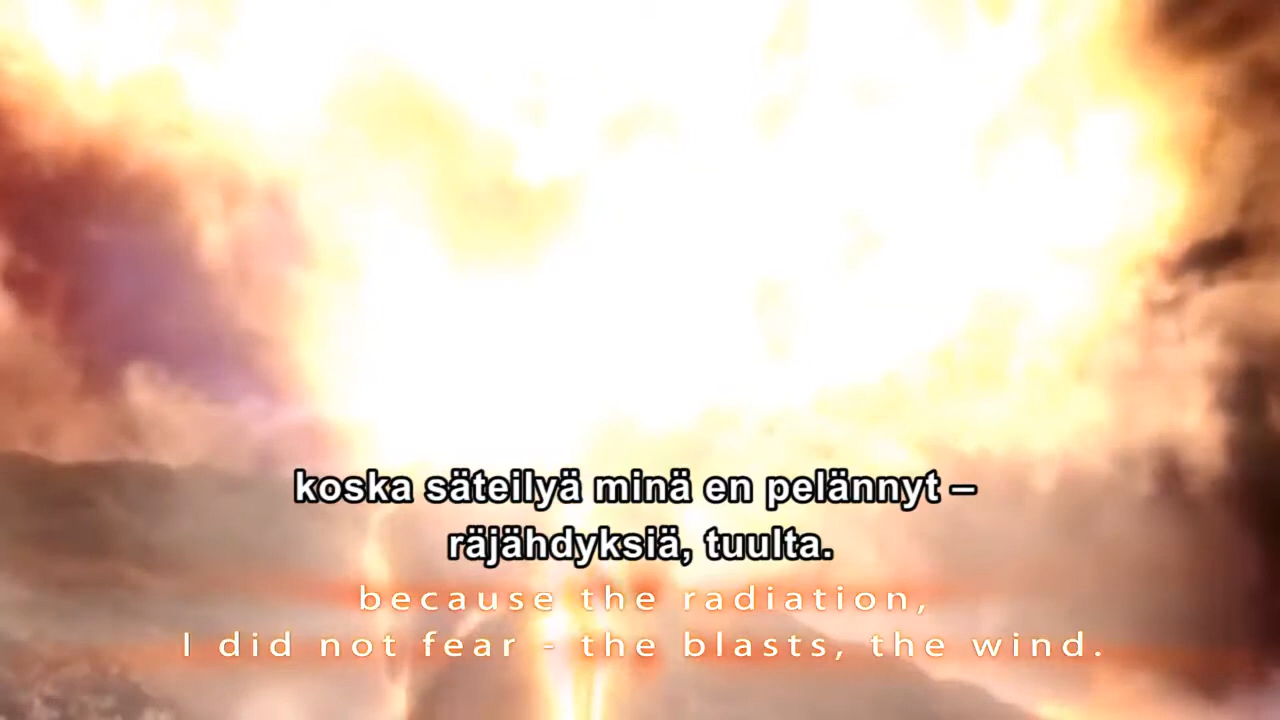 koska säteilyä minä en pelännyt –
räjähdyksiä, tuulta.
because the radiation,
I did not fear - the blasts, the wind.